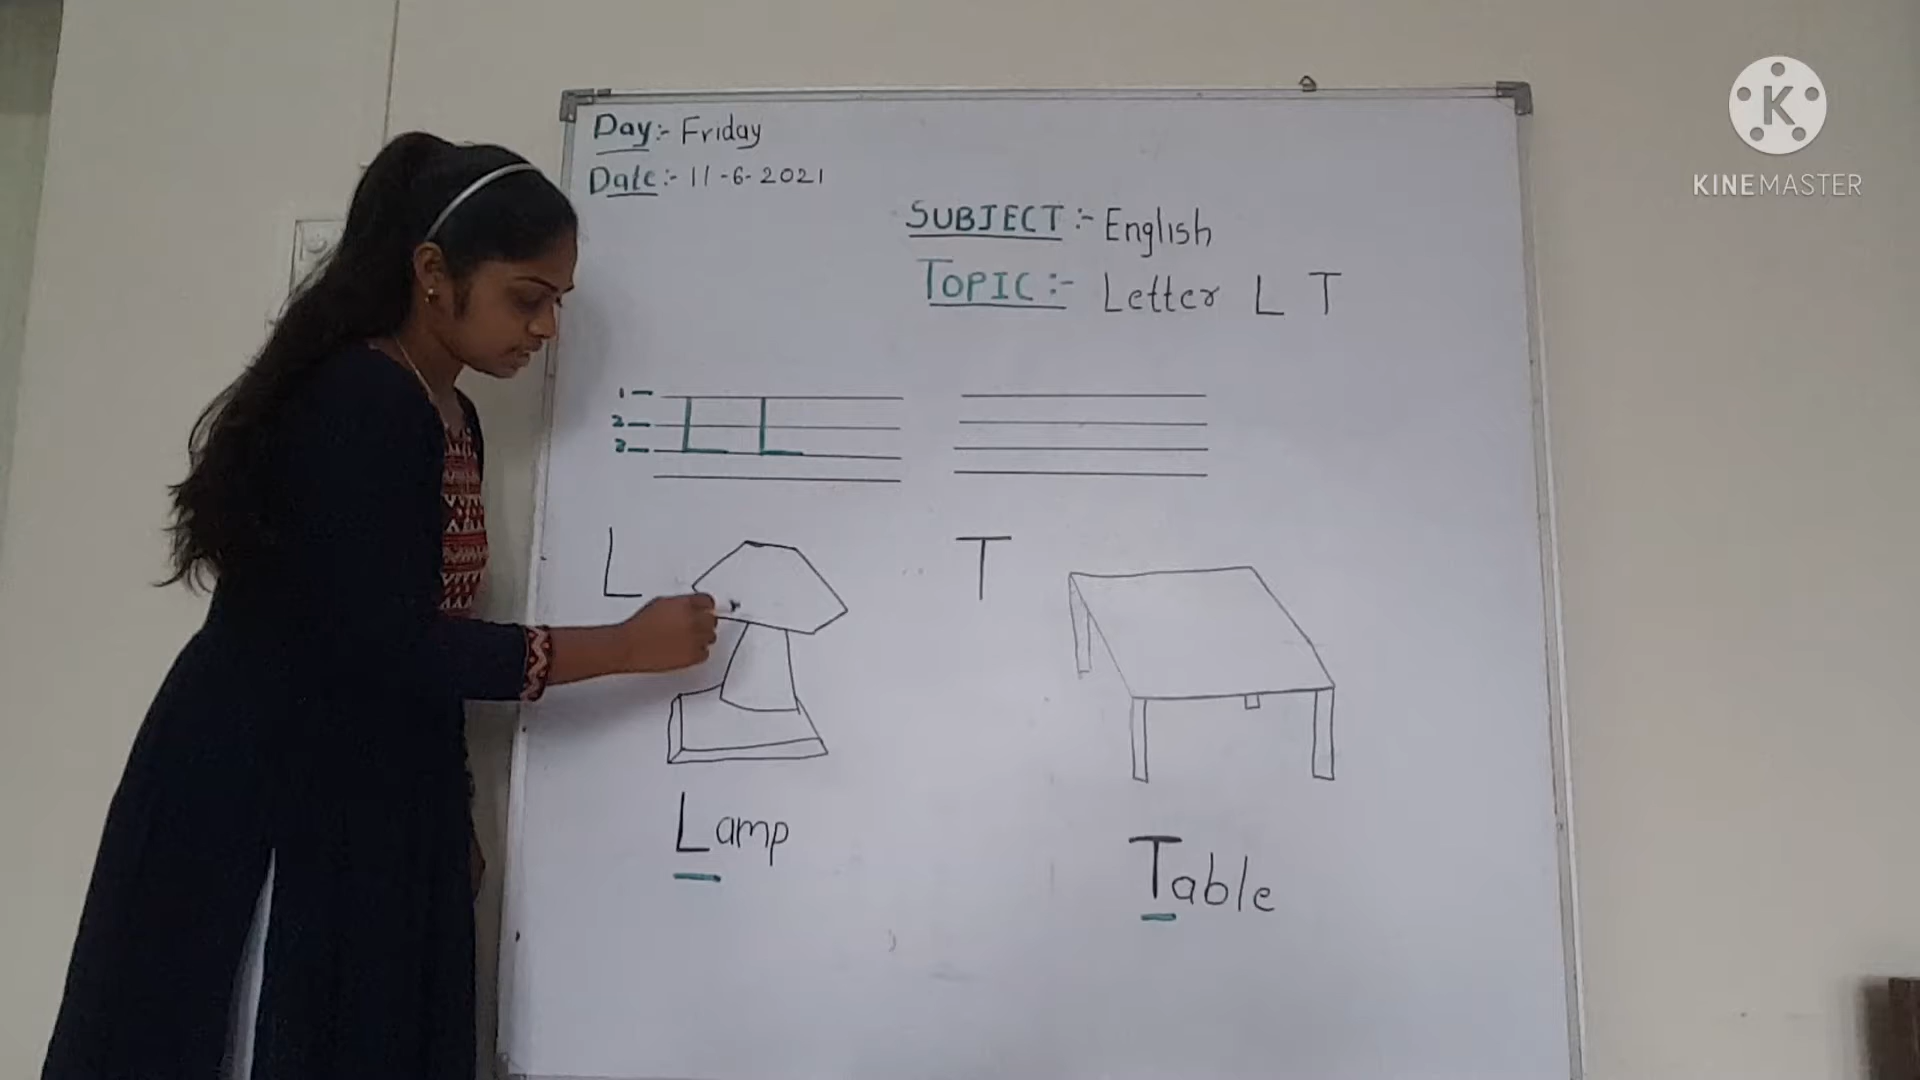 Day:- Friday
Date:- 11-6-2021
SUBJECT:- English
TOPIC:- Letter L T
1-
2-
3-
L L
L
T
Lamp
Table
K
KINEMASTER